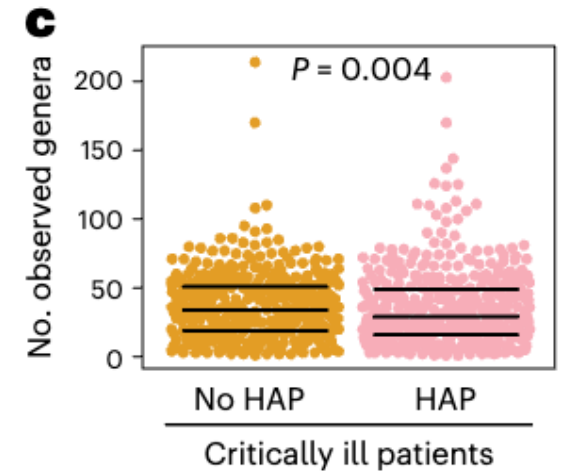 c
No. observed genera
200
150
100
50
0
P = 0.004
No HAP
HAP
Critically ill patients